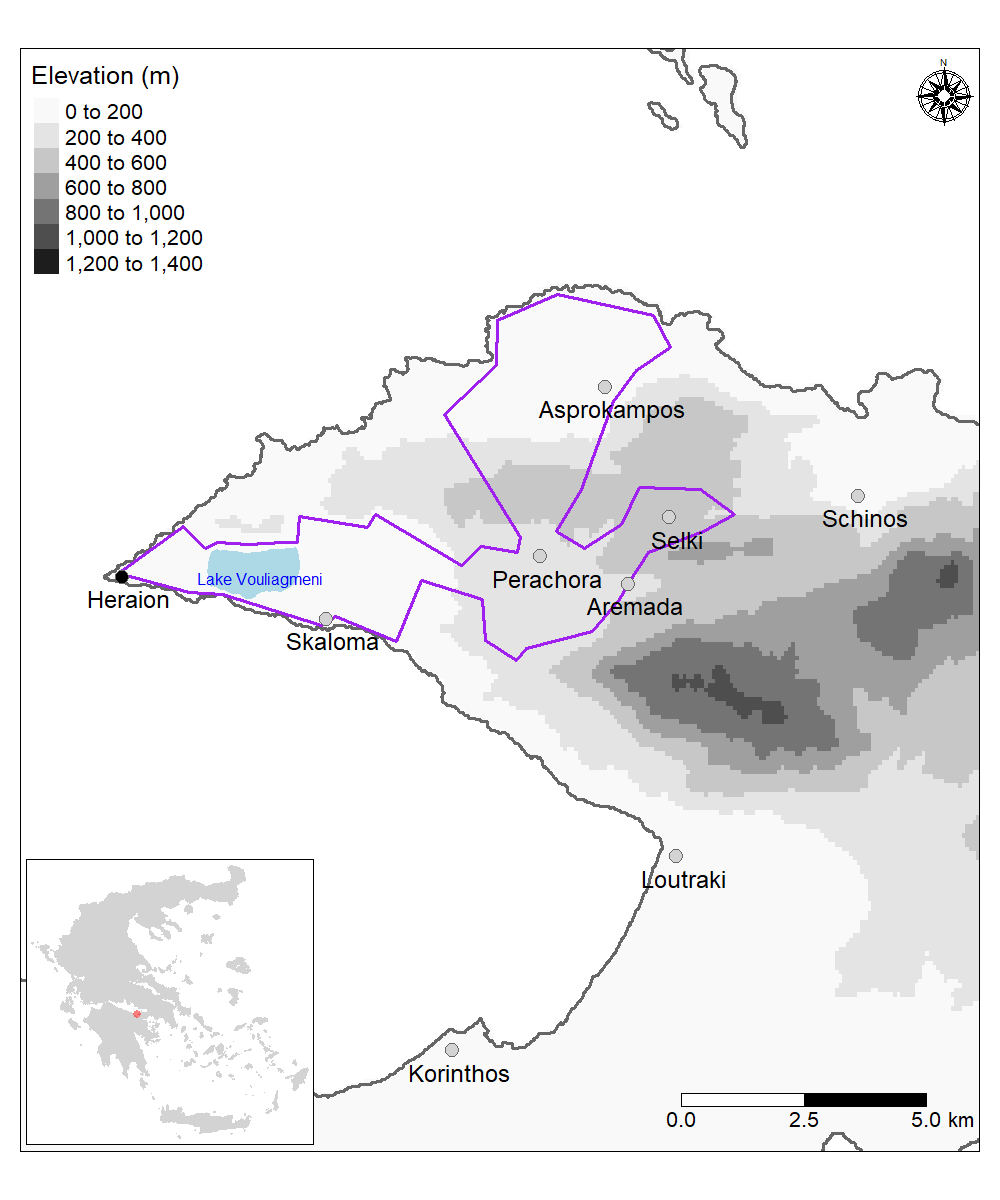 Elevation (m)
0 to 200
200 to 400
400 to 600
600 to 800
800 to 1,000
1,000 to 1,200
1,200 to 1,400
N
Asprokampos
Schinos
Selki
Perachora
Lake Vouliagmeni
Heraion
Aremada
Skaloma
Loutraki
Korinthos
0.0 2.5 5.0 km